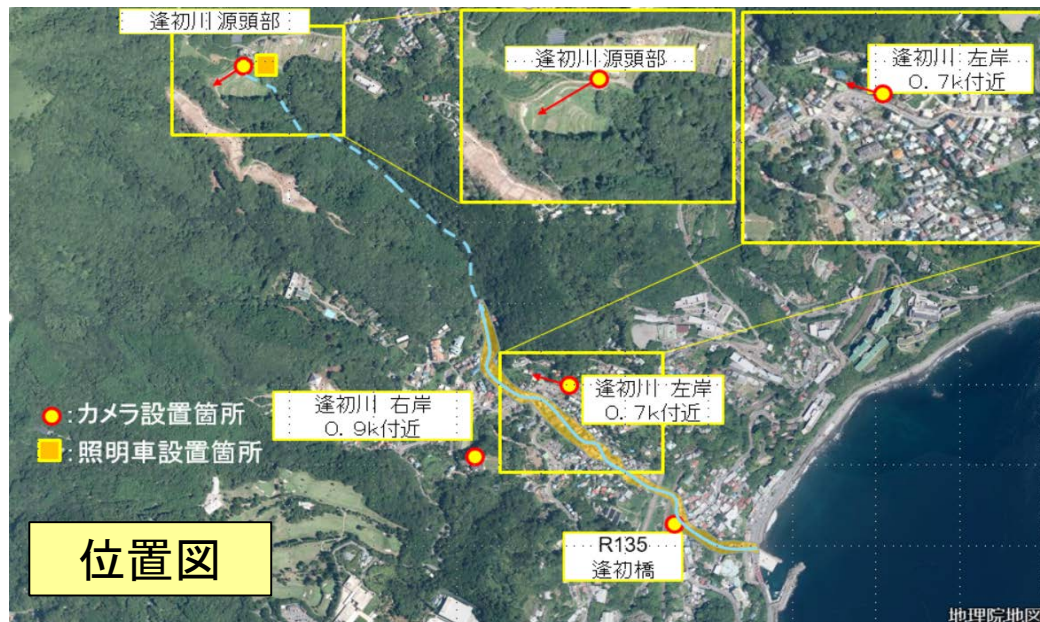 逢初川 源頭部
逢初川 源頭部
逢初川 左岸
0. 7k付近
逢初川 右岸
0. 9k付近
逢初川 左岸
0. 7k付近
:カメラ設置箇所
:照明車設置箇所
R135
逢初橋
位置図
地理院地図